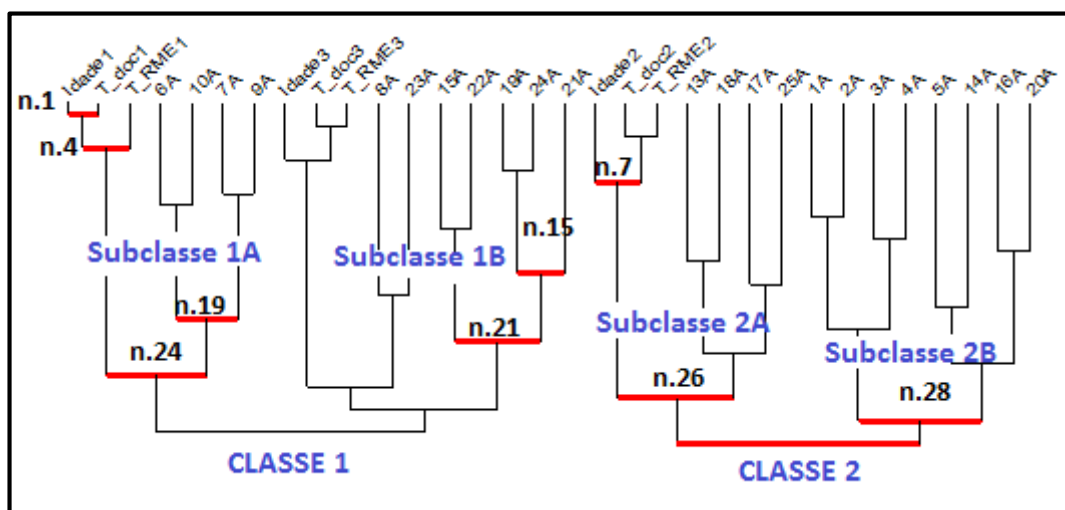 Idade1 T_doc1 T_RME1 6A 10A 7A 9A Idade3 T_doc3 T_RME3 8A 23A 15A 22A 19A 24A 21A Idade2 T_doc2 T_RME2 13A 18A 17A 25A 1A 2A 3A 4A 5A 14A 16A 20A
n.1
n.4
n.7
n.15
Subclasse 1A
Subclasse 1B
n.19
Subclasse 2A
n.21
n.24
Subclasse 2B
n.26
n.28
CLASSE 1
CLASSE 2